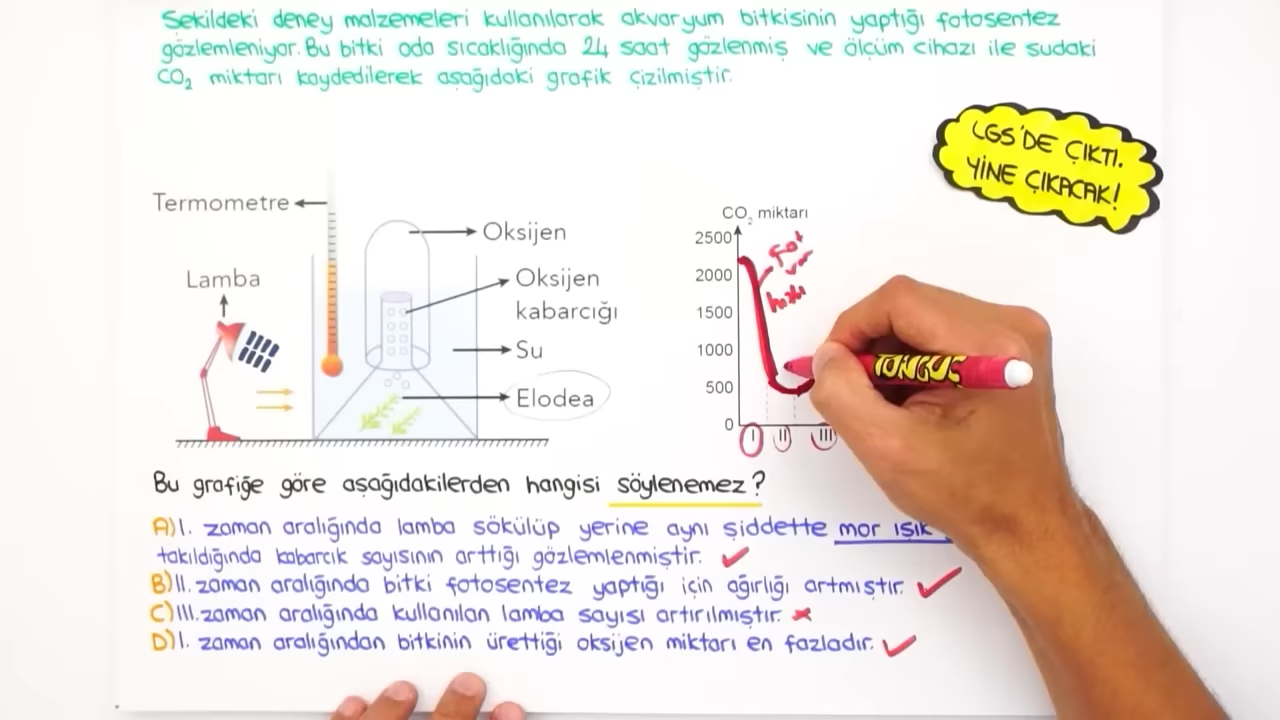 Şekildeki deney malzemeleri kullanılarak akvaryum bitkisinin yaptığı fotosentez
gözlemleniyor. Bu bitki oda sıcaklığında 24 saat gözlenmiş ve ölçüm cihazı ile sudaki
CO₂ miktarı kaydedilerek aşağıdaki grafik çizilmiştir.
LGS'DE ÇIKTI.
YİNE ÇIKACAK!
Termometre
Lamba
Oksijen
Oksijen
kabarcığı
Su
Elodea
CO₂ miktarı
2500
2000
1500
1000
500
0
I II III
fot
hızı
TONGUÇ
Bu grafiğe göre aşağıdakilerden hangisi söylenemez?
A) I. zaman aralığında lamba sökülüp yerine aynı şiddette mor ışık
takıldığında kabarcık sayısının arttığı gözlemlenmiştir.
B) II. zaman aralığında bitki fotosentez yaptığı için ağırlığı artmıştır.
C) III. zaman aralığında kullanılan lamba sayısı artırılmıştır.
D) I. zaman aralığından bitkinin ürettiği oksijen miktarı en fazladır.